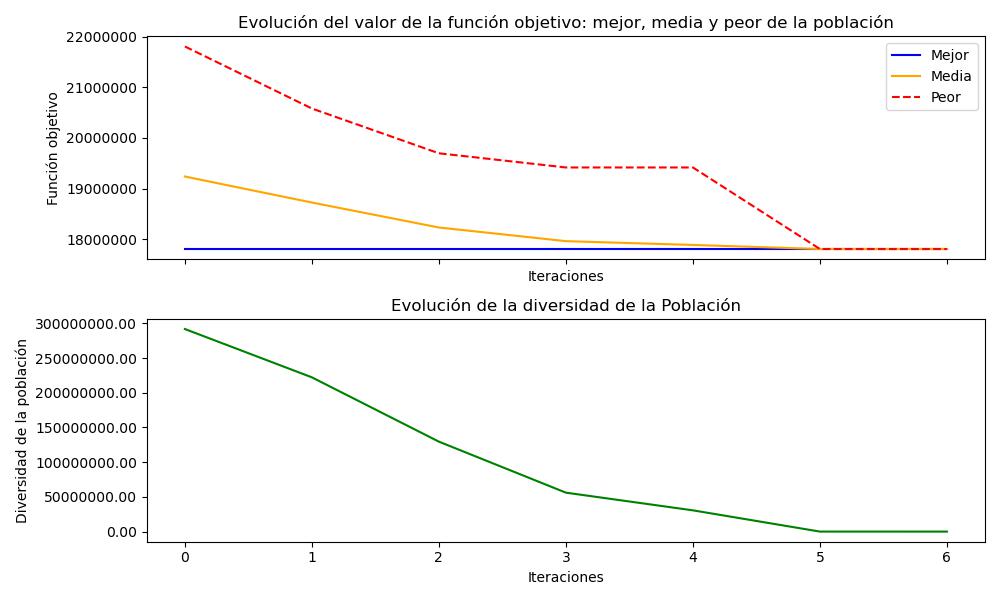 Evolución del valor de la función objetivo: mejor, media y peor de la población
22000000
21000000
20000000
19000000
18000000
Función objetivo
Mejor
Media
Peor
Iteraciones
Evolución de la diversidad de la Población
300000000.00
250000000.00
200000000.00
150000000.00
100000000.00
50000000.00
0.00
Diversidad de la población
0 1 2 3 4 5 6
Iteraciones